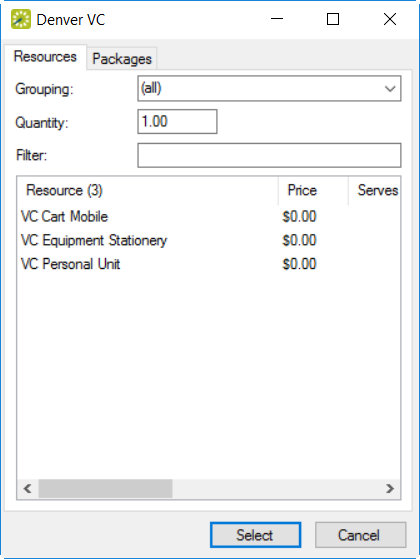 Denver VC
Resources Packages
Grouping: (all)
Quantity: 1.00
Filter:
Resource (3) Price Serves
VC Cart Mobile $0.00
VC Equipment Stationery $0.00
VC Personal Unit $0.00
Select Cancel